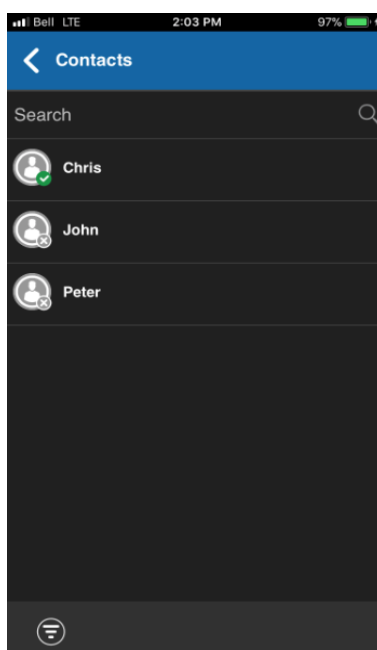 Bell LTE 2:03 PM 97%
Contacts
Search
Chris
John
Peter